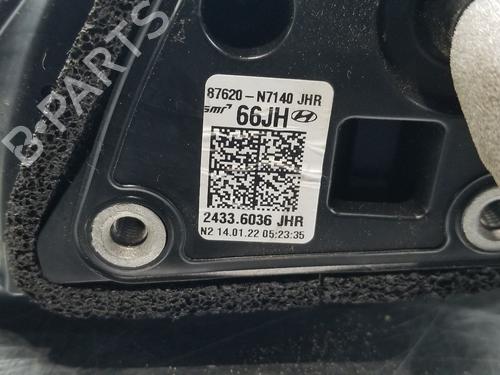 B-PARTS
87620-N7140 JHR
SMR 66JH
2433.6036 JHR
N2 14.01.22 05:23:35